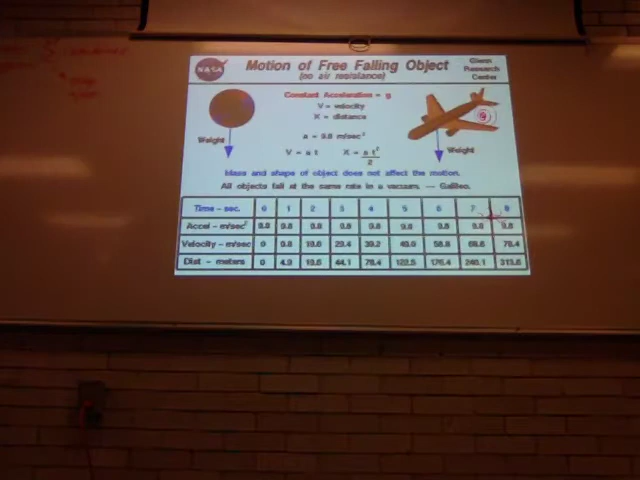 NASA
Motion of Free Falling Object
(no air resistance)
Glenn
Research
Center
Constant Acceleration = g
V = velocity
X = distance
a = 9.8 m/sec²
V = a t X = a t² / 2
Weight
Weight
Mass and shape of object does not affect the motion.
All objects fall at the same rate in a vacuum. --- Galileo.
Time – sec. 0 1 2 3 4 5 6 7 8
Accel – m/sec² 9.8 9.8 9.8 9.8 9.8 9.8 9.8 9.8 9.8
Velocity – m/sec 0 9.8 19.6 29.4 39.2 49.0 58.8 68.6 78.4
Dist – meters 0 4.9 19.6 44.1 78.4 122.5 176.4 240.1 313.6